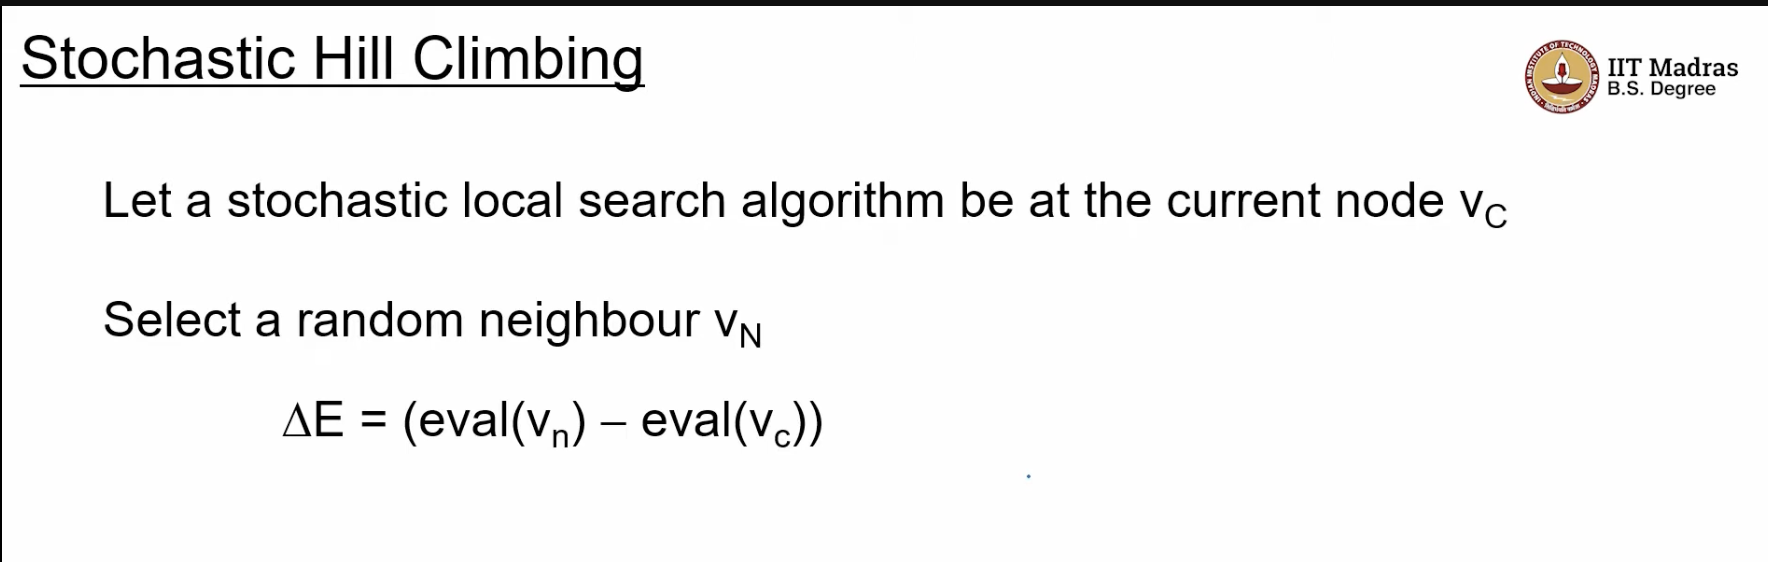 Stochastic Hill Climbing
IIT Madras
B.S. Degree
Let a stochastic local search algorithm be at the current node v_C
Select a random neighbour v_N
ΔE = (eval(v_n) – eval(v_c))